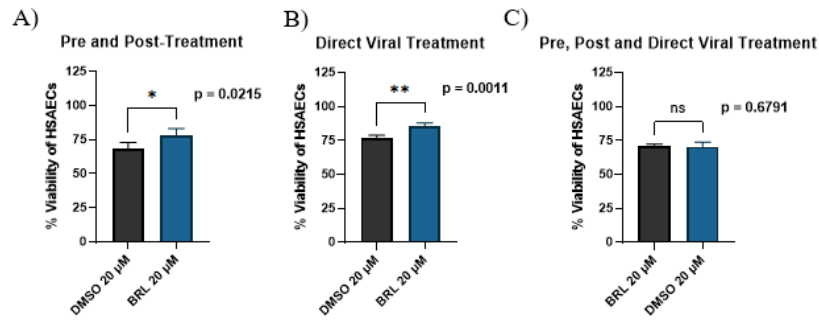 A)
Pre and Post-Treatment
% Viability of HSAECs
125
100
75
50
25
0
*
p = 0.0215
DMSO 20 µM
BRL 20 µM
B)
Direct Viral Treatment
% Viability of HSAECs
125
100
75
50
25
0
**
p = 0.0011
DMSO 20 µM
BRL 20 µM
C)
Pre, Post and Direct Viral Treatment
% Viability of HSAECs
125
100
75
50
25
0
ns
p = 0.6791
BRL 20 µM
DMSO 20 µM